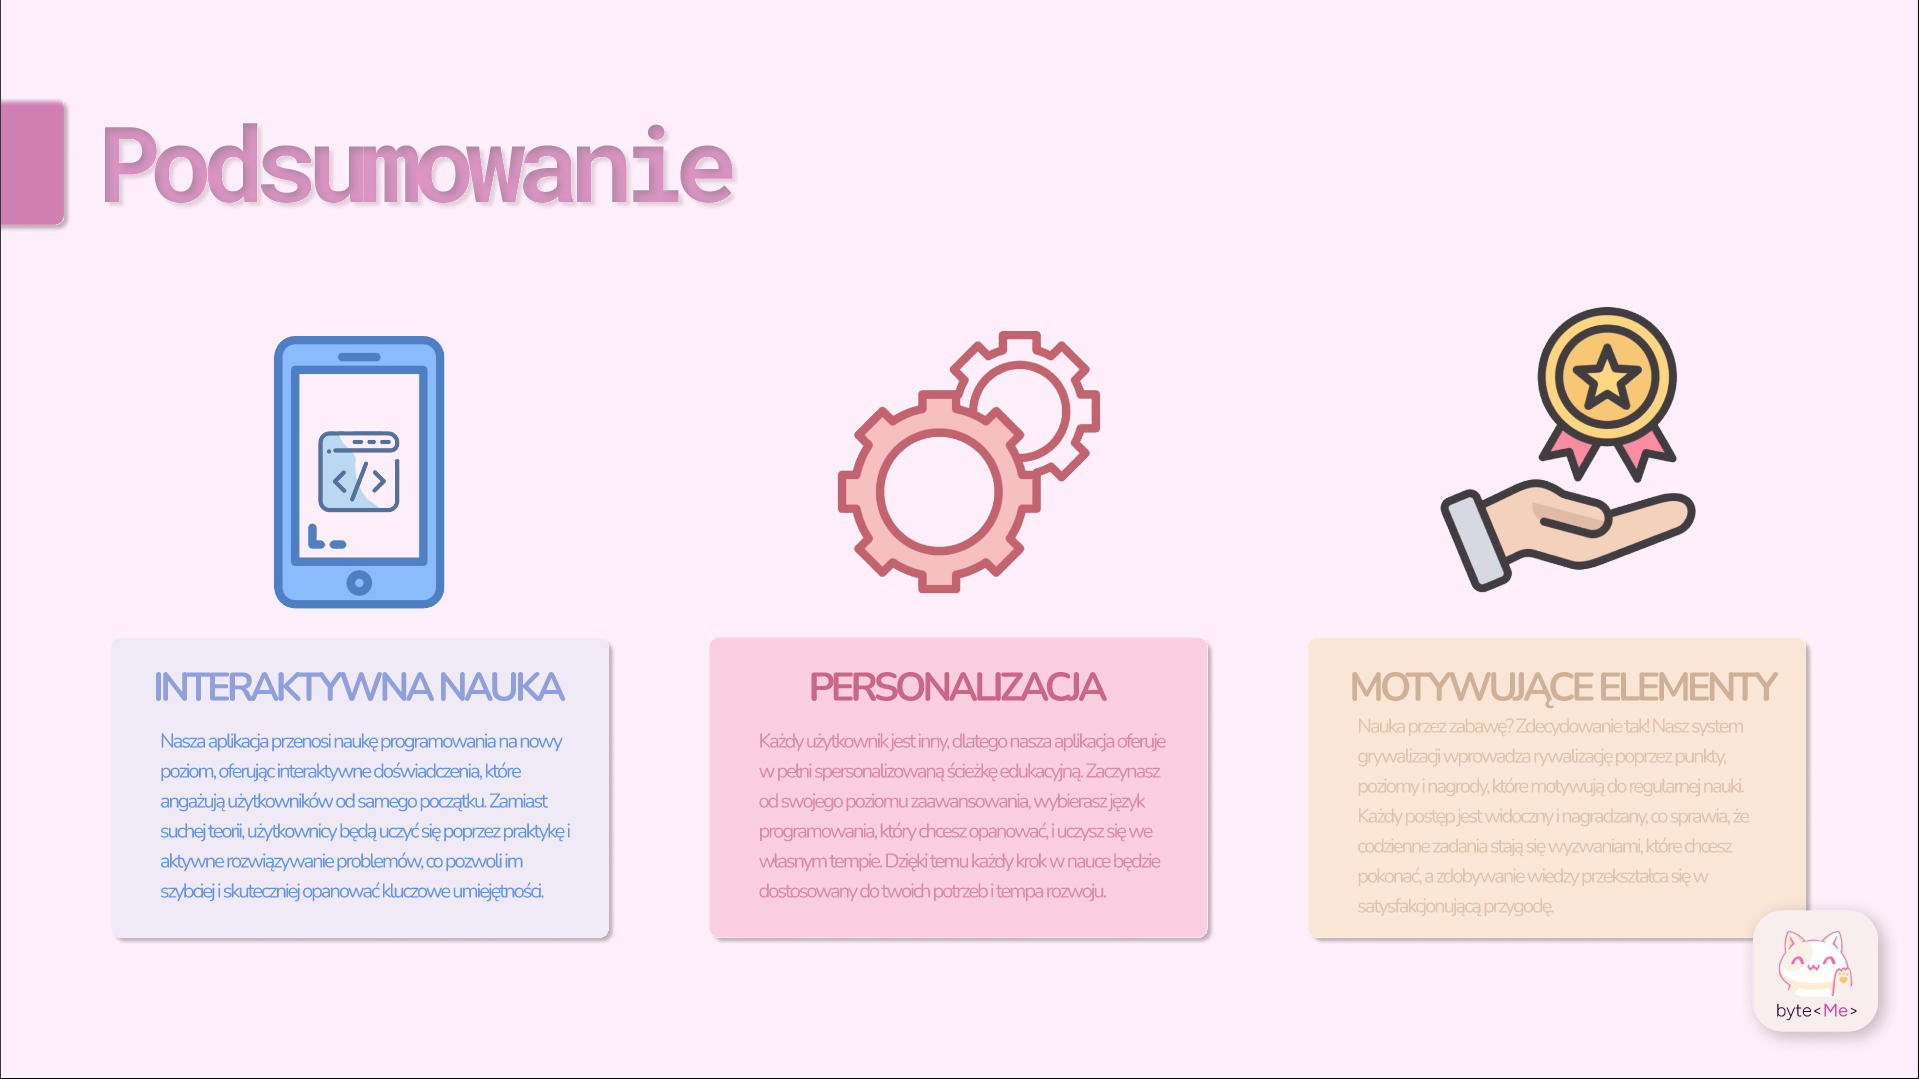 Podsumowanie
INTERAKTYWNA NAUKA
Nasza aplikacja przenosi naukę programowania na nowy
poziom, oferując interaktywne doświadczenia, które
angażują użytkowników od samego początku. Zamiast
suchej teorii, użytkownicy będą uczyć się poprzez praktykę i
aktywne rozwiązywanie problemów, co pozwoli im
szybciej i skuteczniej opanować kluczowe umiejętności.
PERSONALIZACJA
Każdy użytkownik jest inny, dlatego nasza aplikacja oferuje
w pełni spersonalizowaną ścieżkę edukacyjną. Zaczynasz
od swojego poziomu zaawansowania, wybierasz język
programowania, który chcesz opanować, i uczysz się we
własnym tempie. Dzięki temu każdy krok w nauce będzie
dostosowany do twoich potrzeb i tempa rozwoju.
MOTYWUJĄCE ELEMENTY
Nauka przez zabawę? Zdecydowanie tak! Nasz system
grywalizacji wprowadza rywalizację poprzez punkty,
poziomy i nagrody, które motywują do regularnej nauki.
Każdy postęp jest widoczny i nagradzany, co sprawia, że
codzienne zadania stają się wyzwaniami, które chcesz
pokonać, a zdobywanie wiedzy przekształca się w
satysfakcjonującą przygodę.
byte<Me>